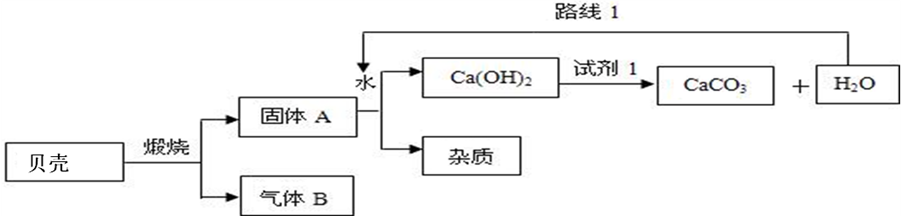 路线 1
水
Ca(OH)₂
试剂 1
CaCO₃
+
H₂O
固体 A
贝壳
煅烧
杂质
气体 B